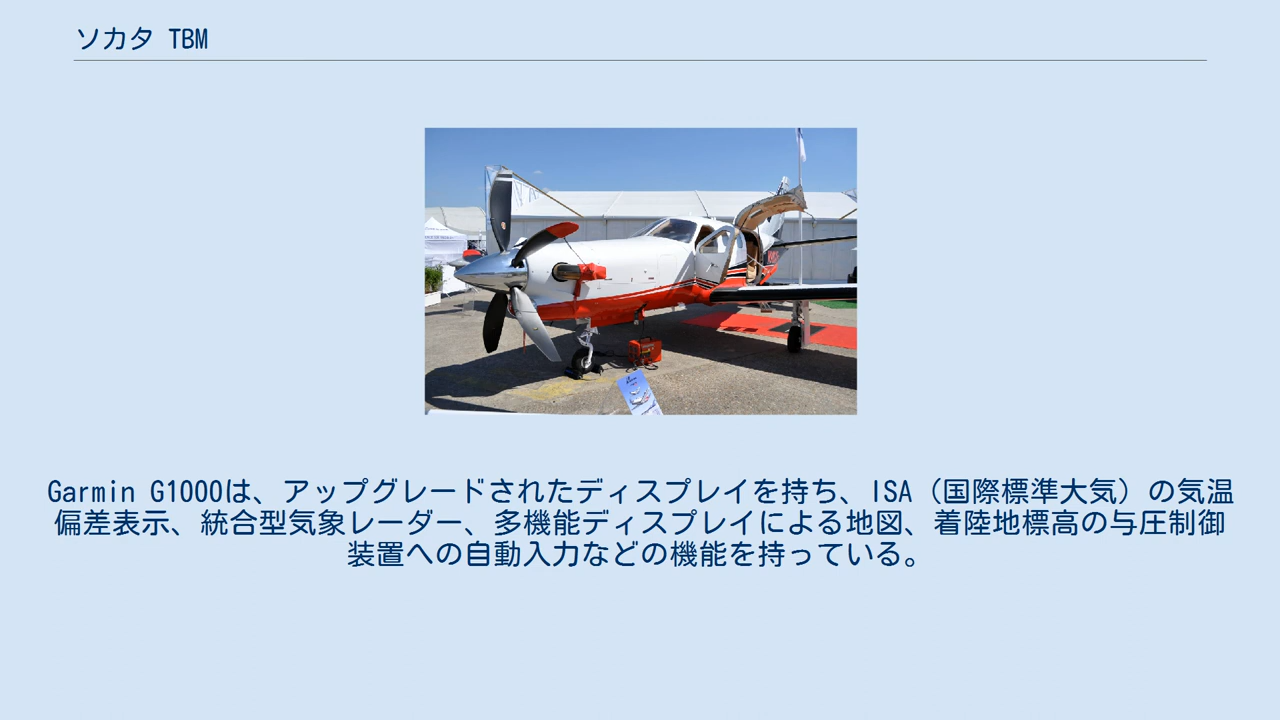 ソカタ TBM
Garmin G1000は、アップグレードされたディスプレイを持ち、ISA（国際標準大気）の気温
偏差表示、統合型気象レーダー、多機能ディスプレイによる地図、着陸地標高の与圧制御
装置への自動入力などの機能を持っている。